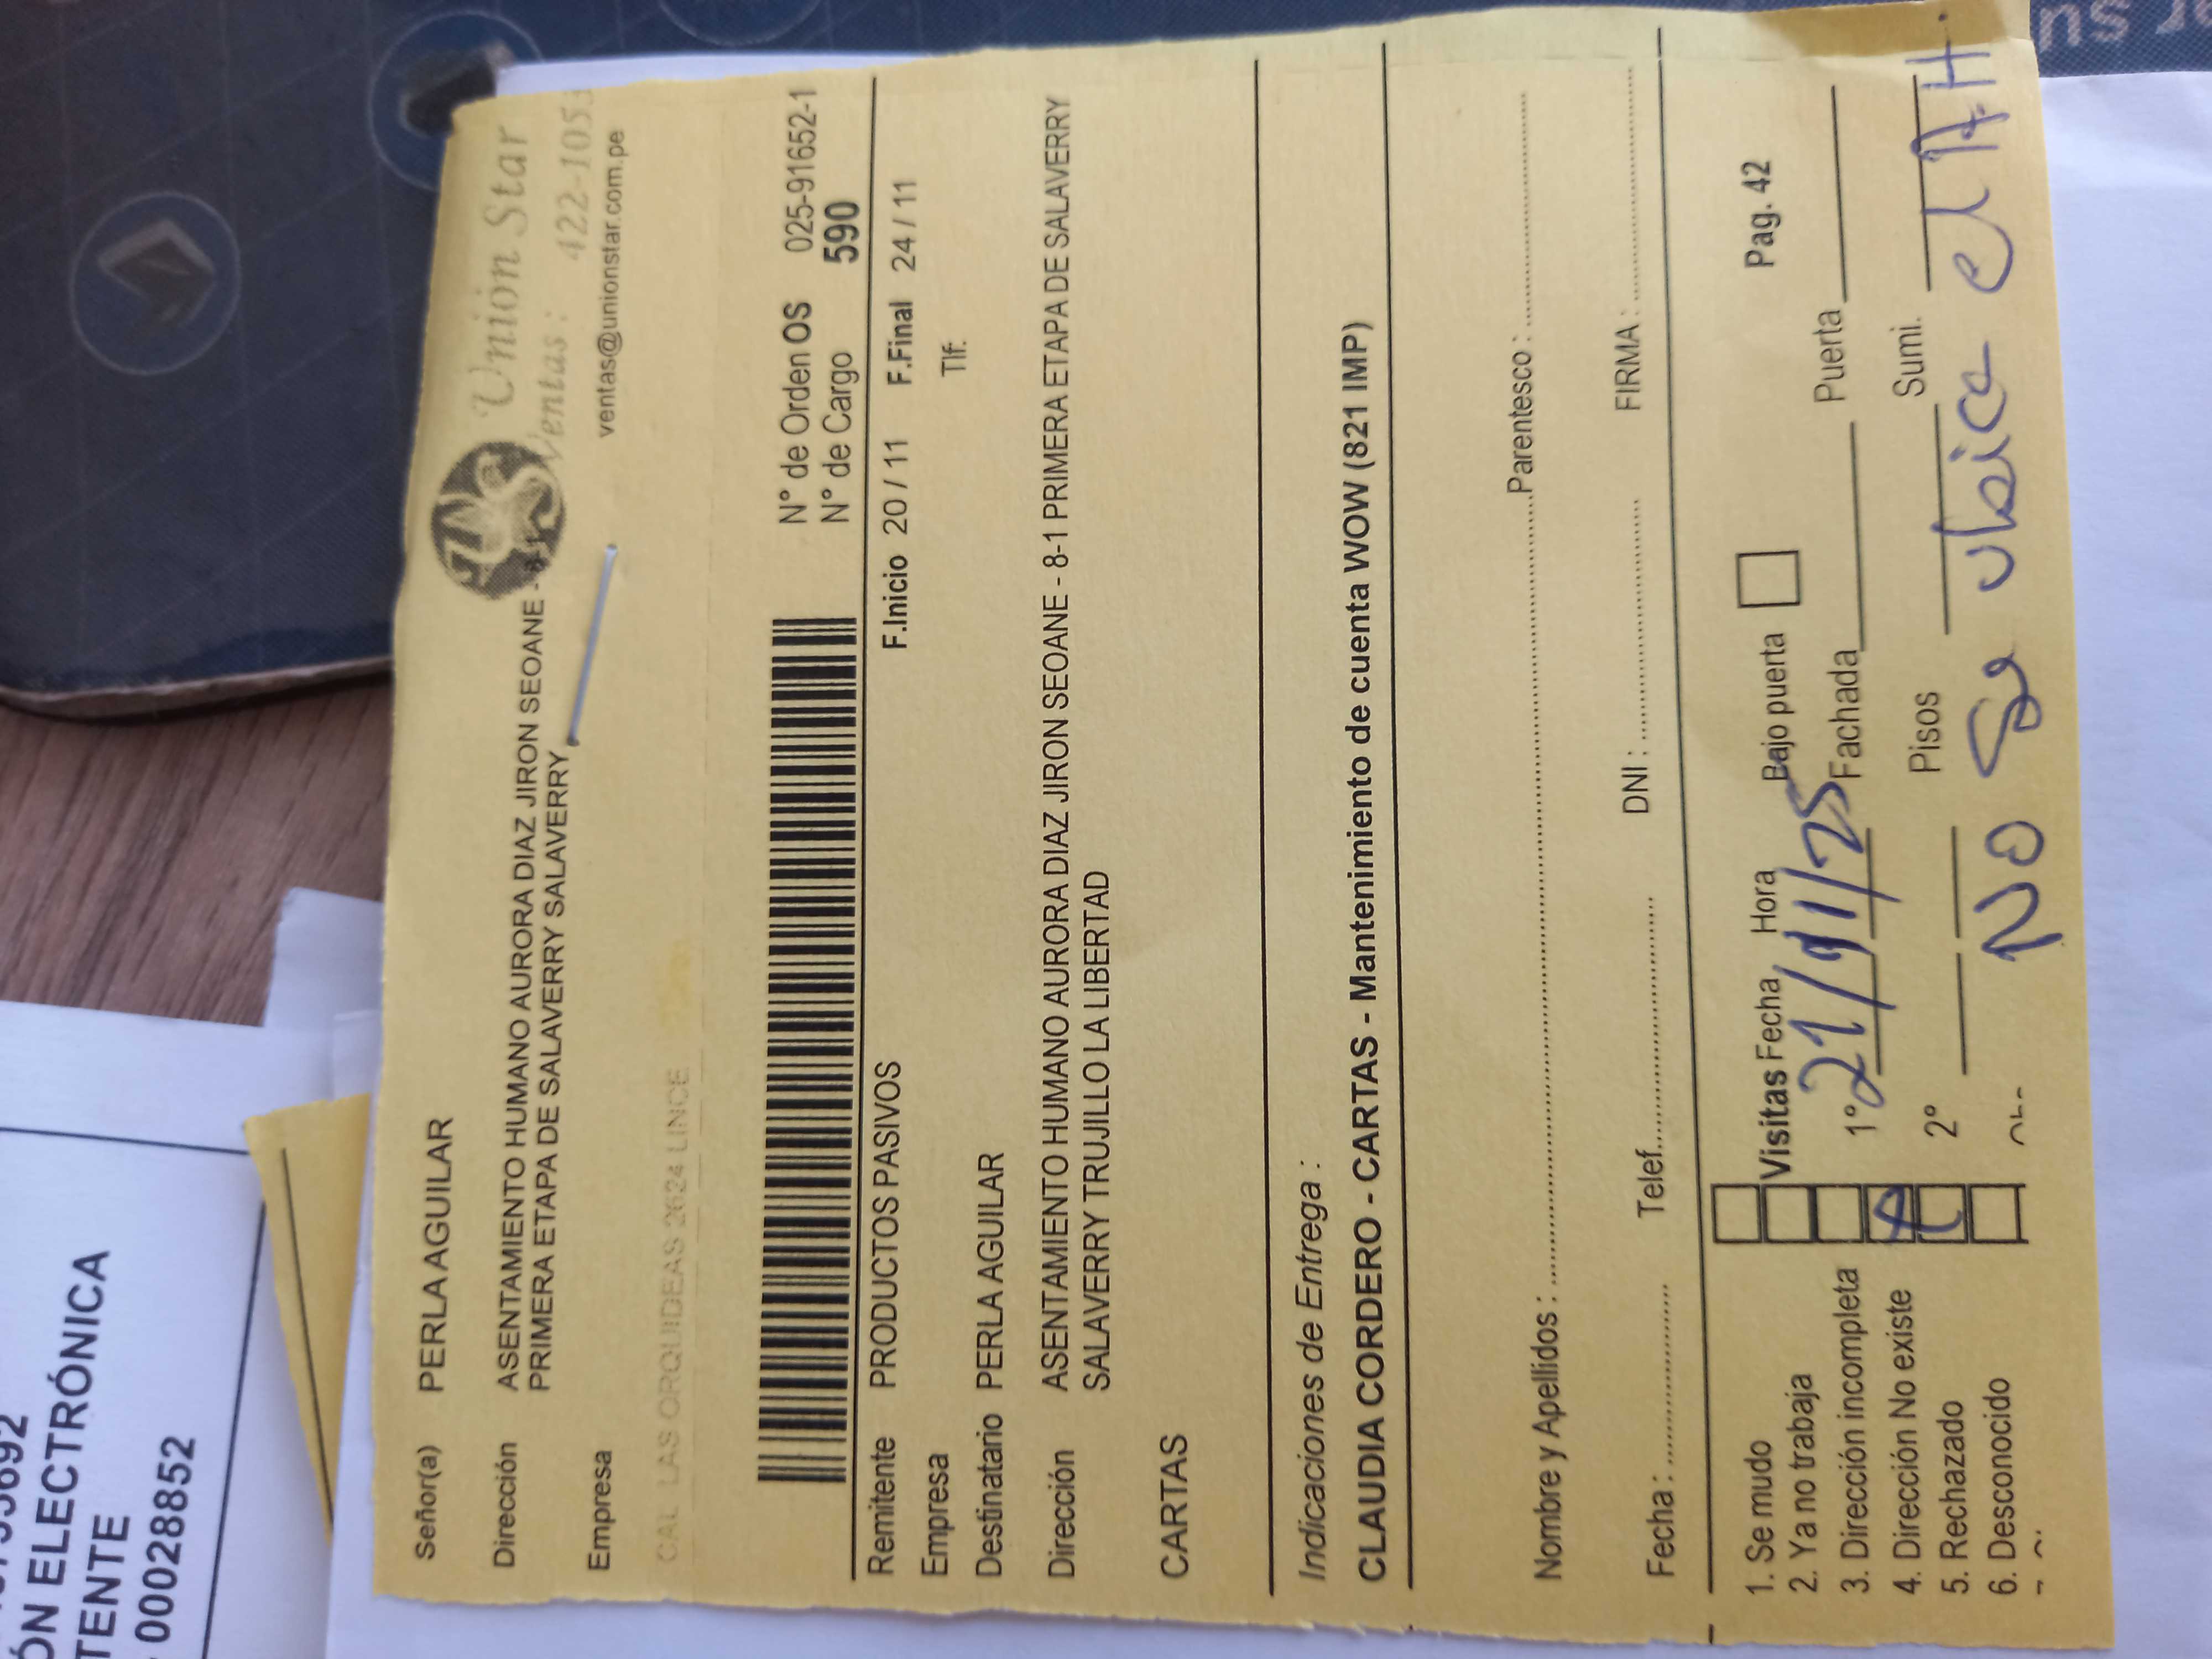 Señor(a) PERLA AGUILAR
Unión Star
Ventas: 422-105
ventas@unionstar.com.pe
Dirección ASENTAMIENTO HUMANO AURORA DIAZ JIRON SEOANE - 8-1
PRIMERA ETAPA DE SALAVERRY SALAVERRY
Empresa
CAL LAS ORQUIDEAS 2624 LINCE
N° de Orden OS 025-91652-1
N° de Cargo 590
Remitente PRODUCTOS PASIVOS F.Inicio 20 / 11 F.Final 24 / 11
Empresa Tlf.
Destinatario PERLA AGUILAR
Dirección ASENTAMIENTO HUMANO AURORA DIAZ JIRON SEOANE - 8-1 PRIMERA ETAPA DE SALAVERRY
SALAVERRY TRUJILLO LA LIBERTAD
CARTAS
Indicaciones de Entrega :
CLAUDIA CORDERO - CARTAS - Mantenimiento de cuenta WOW (821 IMP)
Nombre y Apellidos : Parentesco :
Fecha : Telef. DNI : FIRMA :
1. Se mudo
2. Ya no trabaja
3. Dirección incompleta
4. Dirección No existe
5. Rechazado
6. Desconocido
Visitas Fecha Hora Bajo puerta Pag. 42
1° 21/11/25 Fachada Puerta
2° Pisos Sumi.
No se ubica el AH.
ÓN ELECTRÓNICA
TENTE
00028852